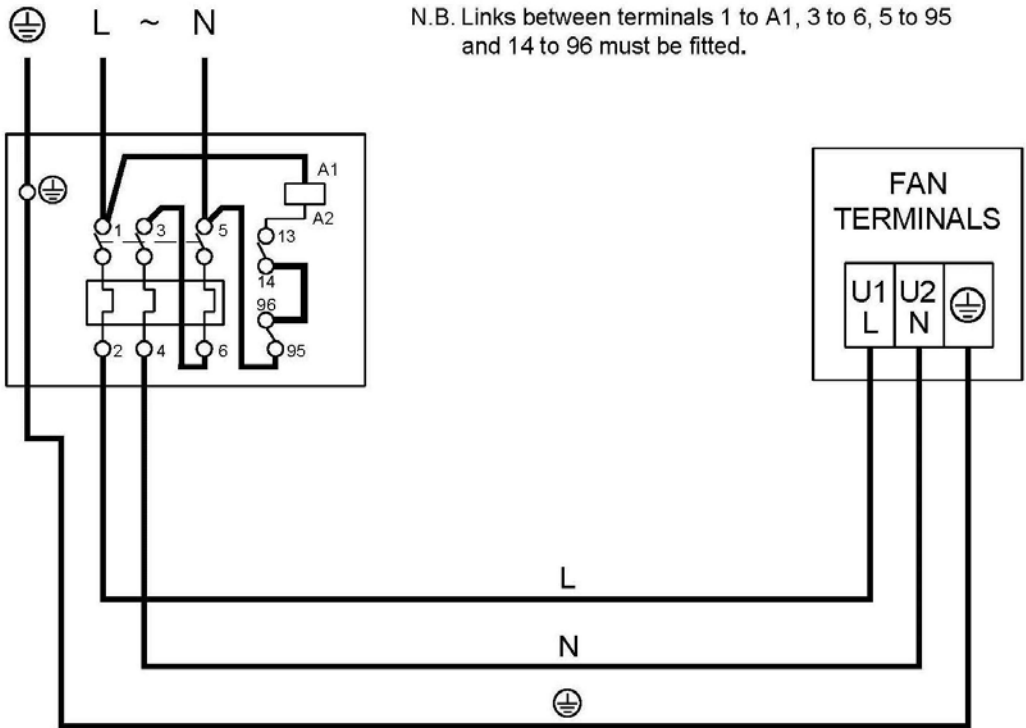 L ~ N
N.B. Links between terminals 1 to A1, 3 to 6, 5 to 95
and 14 to 96 must be fitted.
A1
A2
1 3 5 13
14
96
2 4 6 95
FAN
TERMINALS
U1 U2
L N
L
N